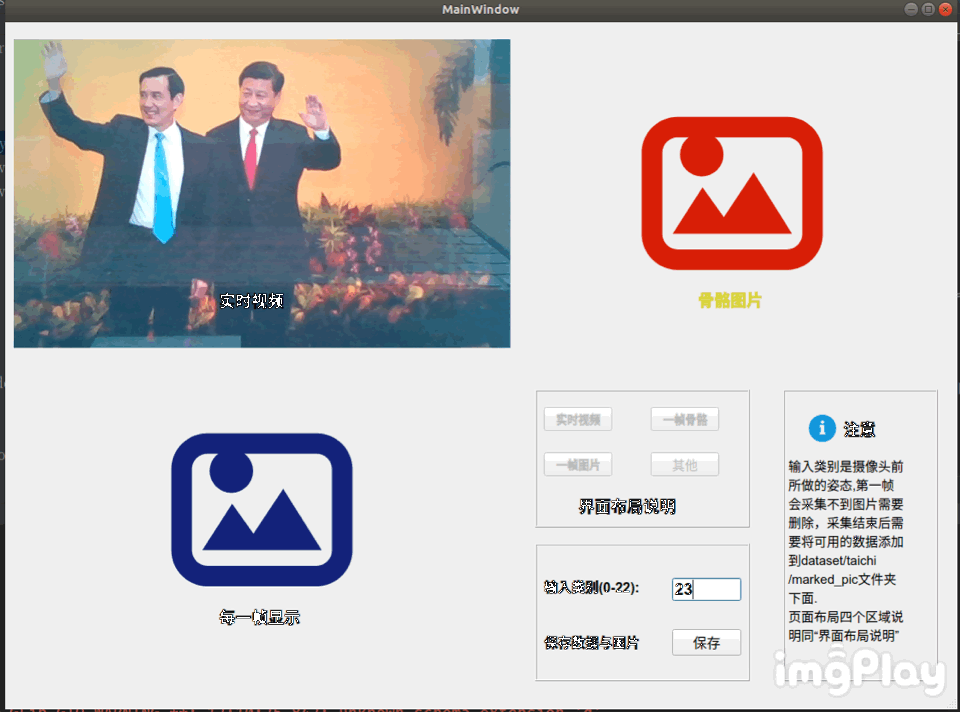 MainWindow
实时视频
骨骼图片
每一帧显示
实时视频 一帧骨骼
一帧图片 其他
界面布局说明
输入类别(0-22): 23
保存数据与图片 保存
注意
输入类别是摄像头前
所做的姿态,第一帧
会采集不到图片需要
删除，采集结束后需
要将可用的数据添加
到dataset/taichi
/marked_pic文件夹
下面.
页面布局四个区域说
明同“界面布局说明”
imgPlay